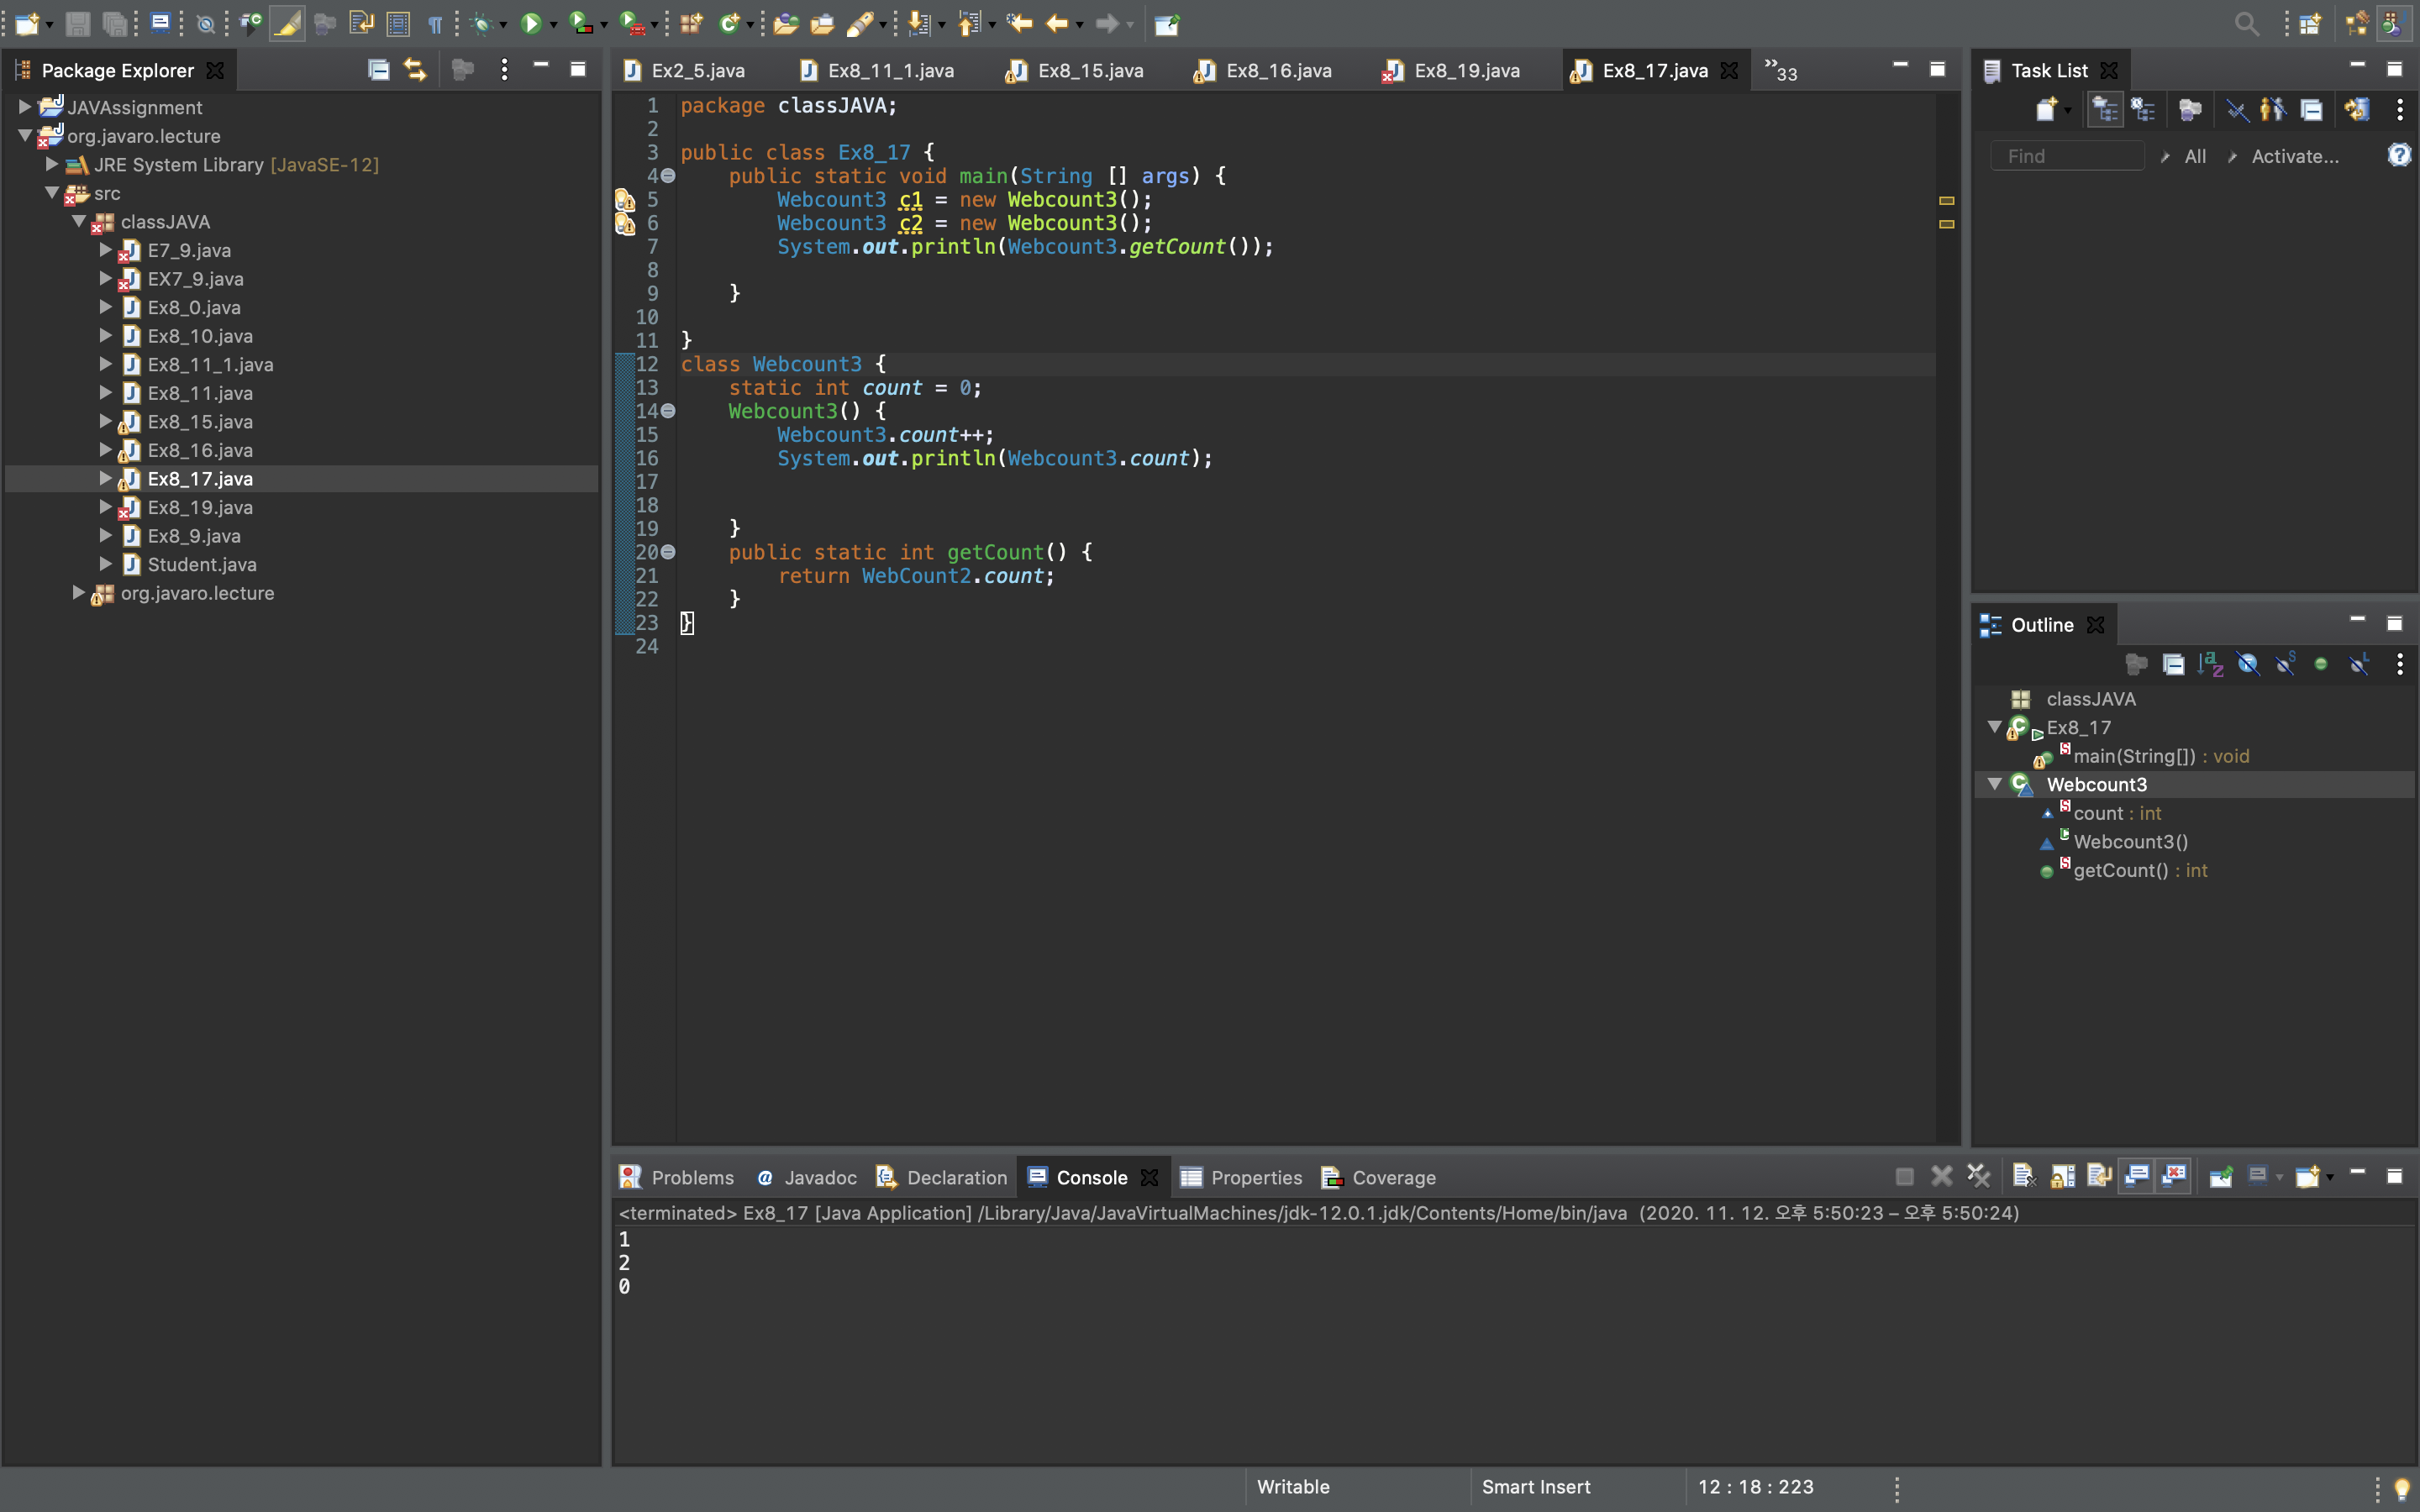 Package Explorer
JAVAssignment
org.javaro.lecture
JRE System Library [JavaSE-12]
src
classJAVA
E7_9.java
EX7_9.java
Ex8_0.java
Ex8_10.java
Ex8_11_1.java
Ex8_11.java
Ex8_15.java
Ex8_16.java
Ex8_17.java
Ex8_19.java
Ex8_9.java
Student.java
org.javaro.lecture
Ex2_5.java Ex8_11_1.java Ex8_15.java Ex8_16.java Ex8_19.java Ex8_17.java »33
1 package classJAVA;
2
3 public class Ex8_17 {
4 public static void main(String [] args) {
5 Webcount3 c1 = new Webcount3();
6 Webcount3 c2 = new Webcount3();
7 System.out.println(Webcount3.getCount());
8
9 }
10
11 }
12 class Webcount3 {
13 static int count = 0;
14 Webcount3() {
15 Webcount3.count++;
16 System.out.println(Webcount3.count);
17
18
19 }
20 public static int getCount() {
21 return WebCount2.count;
22 }
23 }
24
Task List
Find All Activate...
Outline
classJAVA
Ex8_17
main(String[]) : void
Webcount3
count : int
Webcount3()
getCount() : int
Problems Javadoc Declaration Console Properties Coverage
<terminated> Ex8_17 [Java Application] /Library/Java/JavaVirtualMachines/jdk-12.0.1.jdk/Contents/Home/bin/java (2020. 11. 12. 오후 5:50:23 – 오후 5:50:24)
1
2
0
Writable Smart Insert 12 : 18 : 223